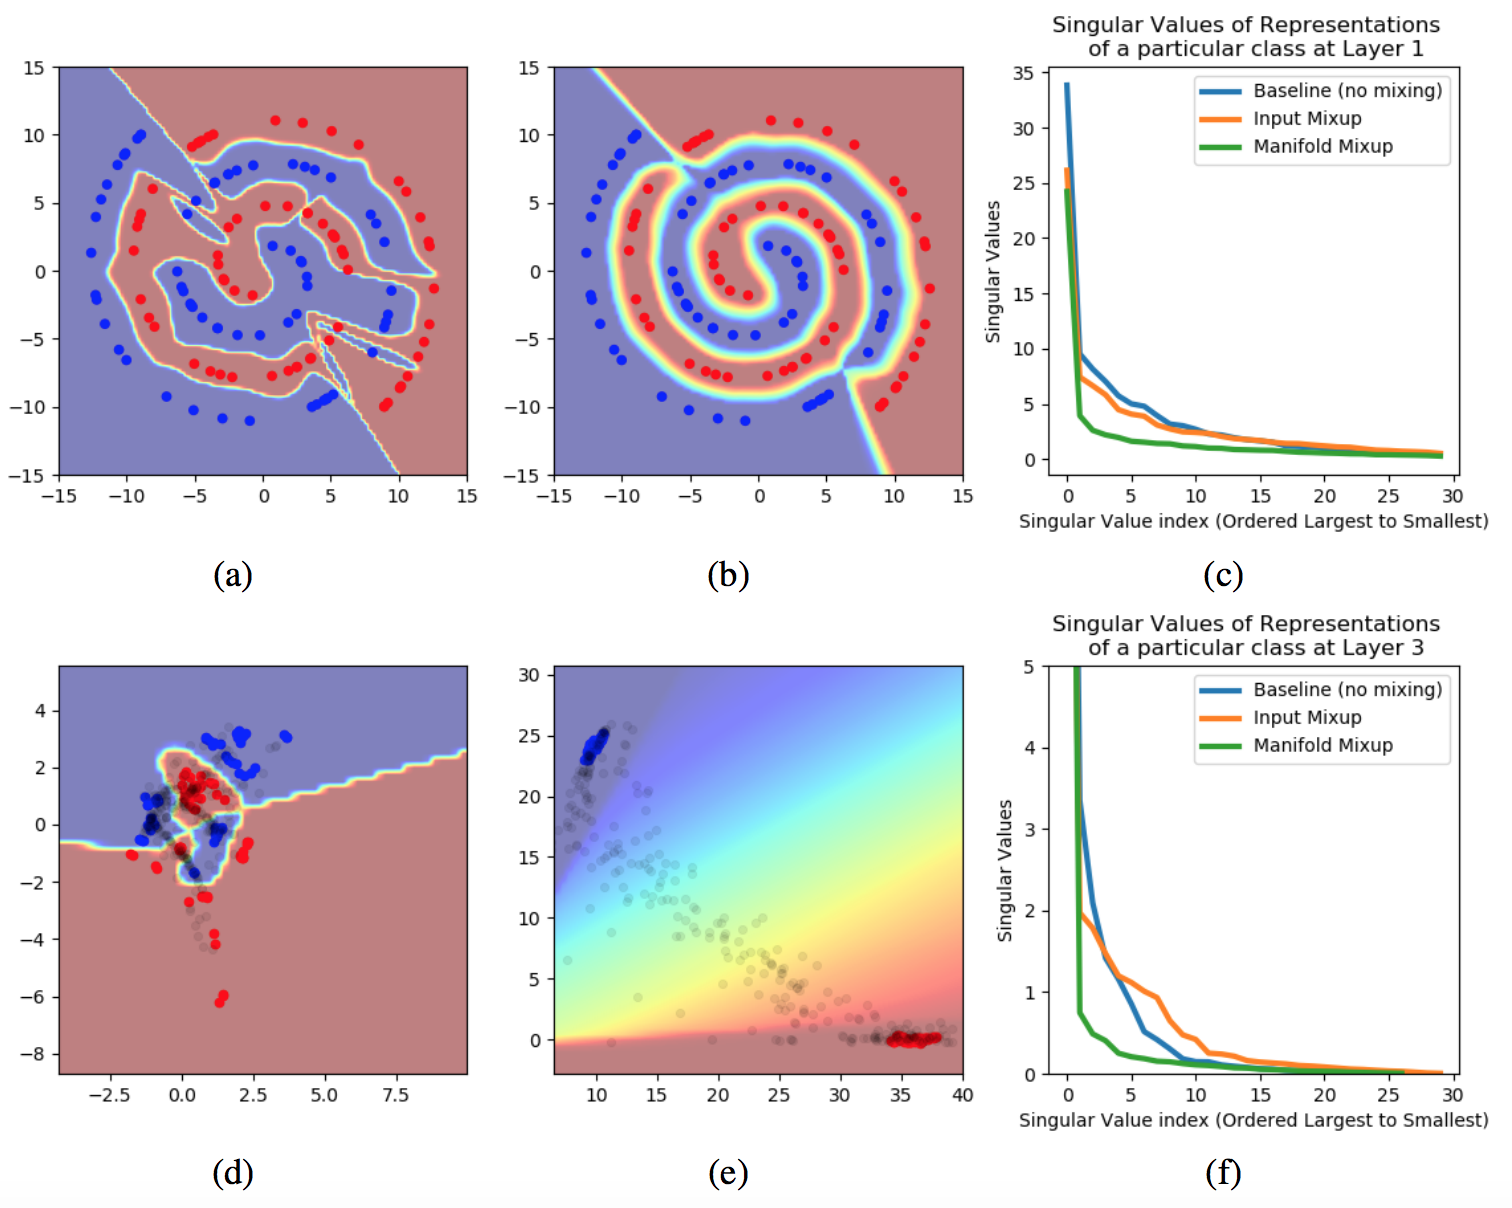 Singular Values of Representations
of a particular class at Layer 1
15
10
5
0
−5
−10
−15
−15 −10 −5 0 5 10 15
15
10
5
0
−5
−10
−15
−15 −10 −5 0 5 10 15
Singular Values
35
30
25
20
15
10
5
0
Baseline (no mixing)
Input Mixup
Manifold Mixup
0 5 10 15 20 25 30
Singular Value index (Ordered Largest to Smallest)
(a) (b) (c)
Singular Values of Representations
of a particular class at Layer 3
4
2
0
−2
−4
−6
−8
−2.5 0.0 2.5 5.0 7.5
30
25
20
15
10
5
0
10 15 20 25 30 35 40
Singular Values
5
4
3
2
1
0
Baseline (no mixing)
Input Mixup
Manifold Mixup
0 5 10 15 20 25 30
Singular Value index (Ordered Largest to Smallest)
(d) (e) (f)